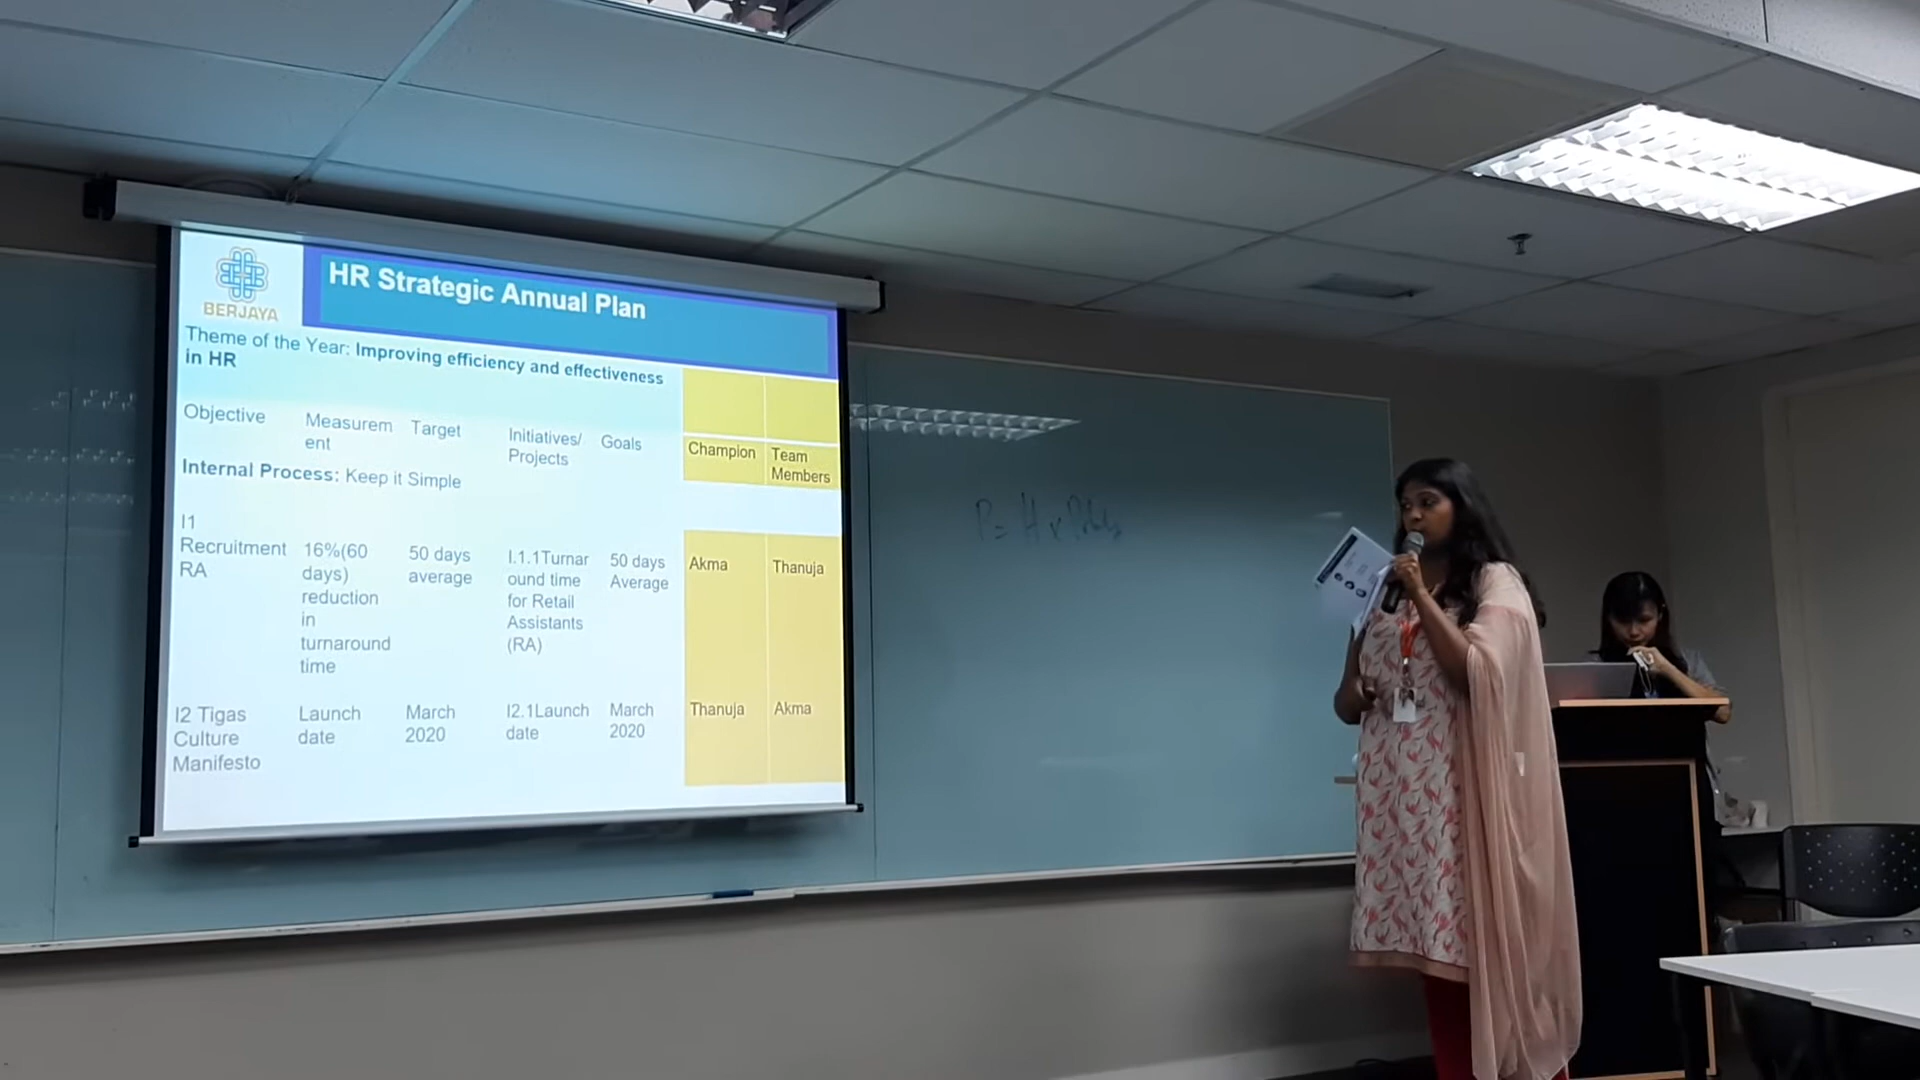 BERJAYA
HR Strategic Annual Plan
Theme of the Year: Improving efficiency and effectiveness
in HR
Objective
Measurem
ent
Target
Initiatives/
Projects
Goals
Champion
Team
Members
Internal Process: Keep it Simple
I1
Recruitment
RA
16%(60
days)
reduction
in
turnaround
time
50 days
average
I.1.1Turnar
ound time
for Retail
Assistants
(RA)
50 days
Average
Akma
Thanuja
I2 Tigas
Culture
Manifesto
Launch
date
March
2020
I2.1Launch
date
March
2020
Thanuja
Akma
P = H x